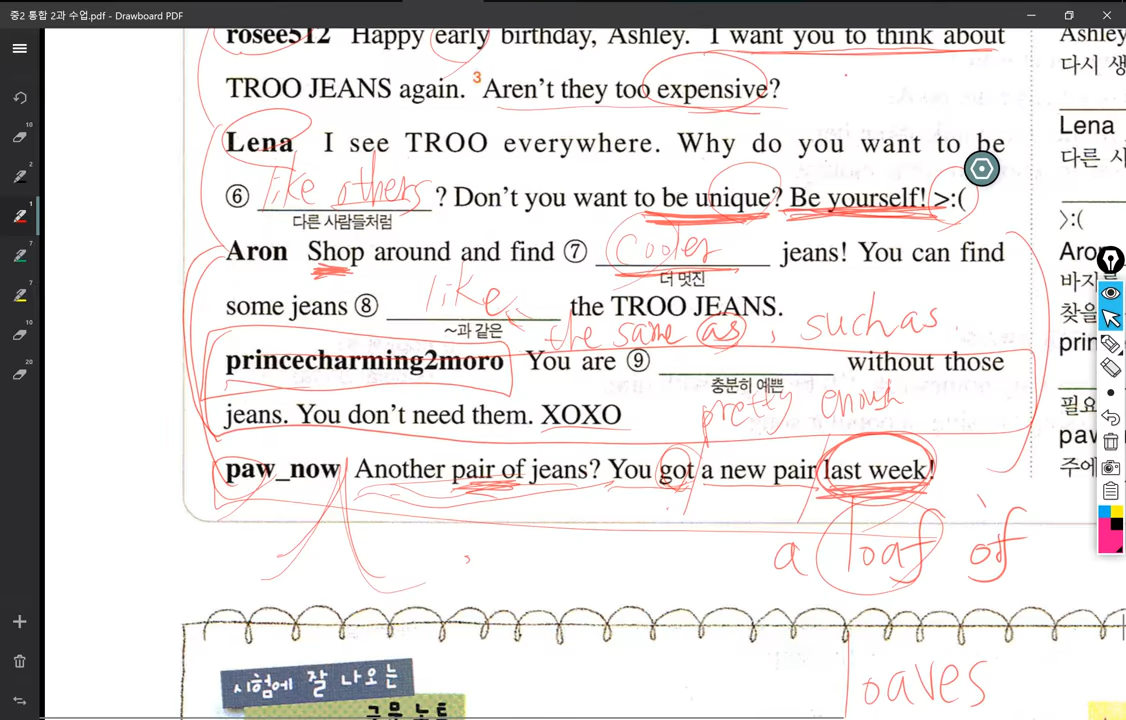 중2 통합 2과 수업.pdf - Drawboard PDF
rosee512 Happy early birthday, Ashley. I want you to think about
TROO JEANS again. 3 Aren't they too expensive?
Lena I see TROO everywhere. Why do you want to be
⑥ like others ? Don't you want to be unique? Be yourself! >:(
다른 사람들처럼
Aron Shop around and find ⑦ cooler jeans! You can find
더 멋진
some jeans ⑧ like the TROO JEANS.
~과 같은
the same as, such as
princecharming2moro You are ⑨ without those
충분히 예쁜
jeans. You don't need them. XOXO
pretty enough
paw_now Another pair of jeans? You got a new pair last week!
a loaf of
oaves
시험에 잘 나오는
구문 노트
Ashley
다시 생
Lena
다른 사
>:(
Aro
바지를
찾을
prin
필요
paw
주에